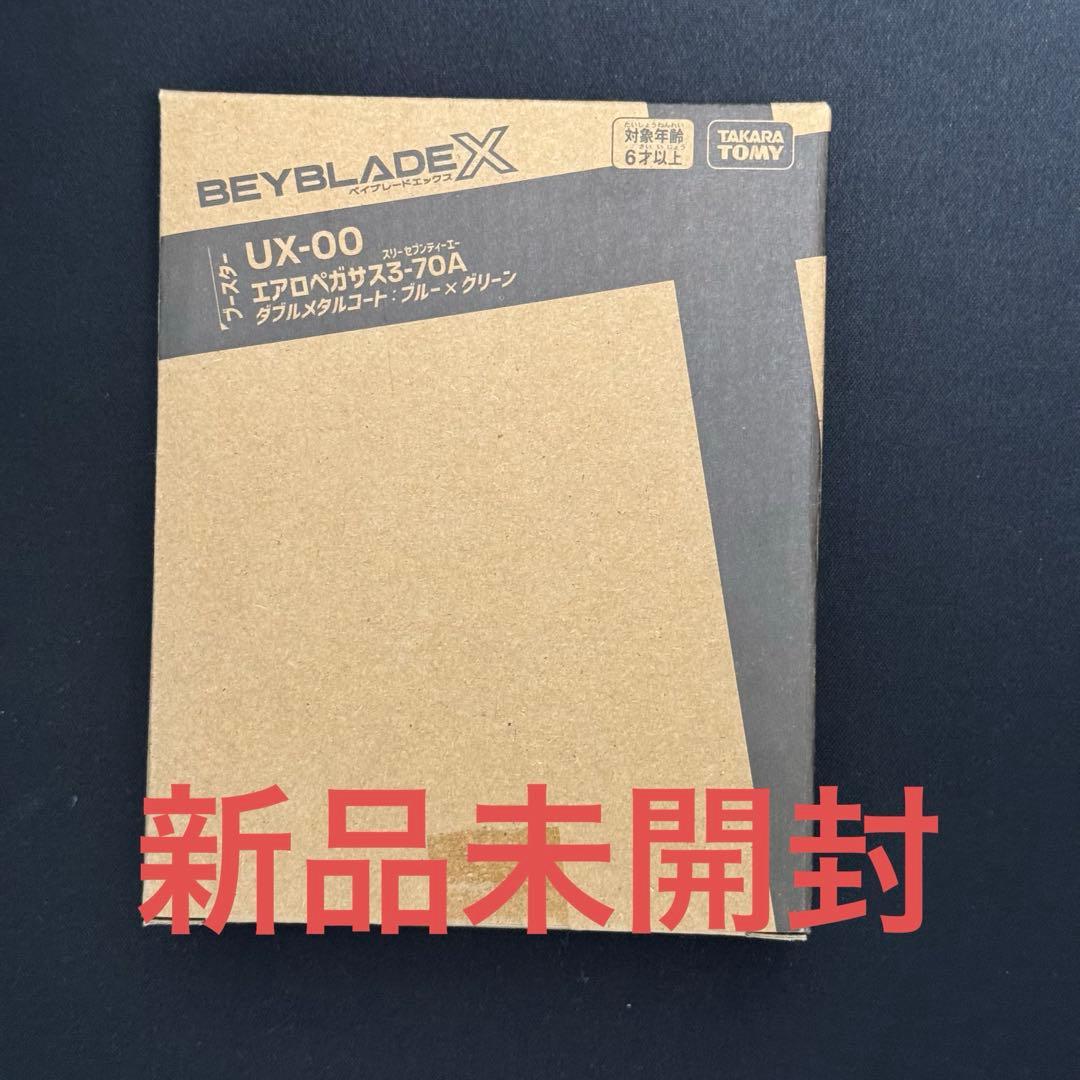 たいしょうねんれい
対象年齢
さい いじょう
6才以上
TAKARA
TOMY
BEYBLADE X
ベイブレードエックス
ブースター
UX-00
スリーセブンティーエー
エアロペガサス3-70A
ダブルメタルコート:ブルー×グリーン
新品未開封